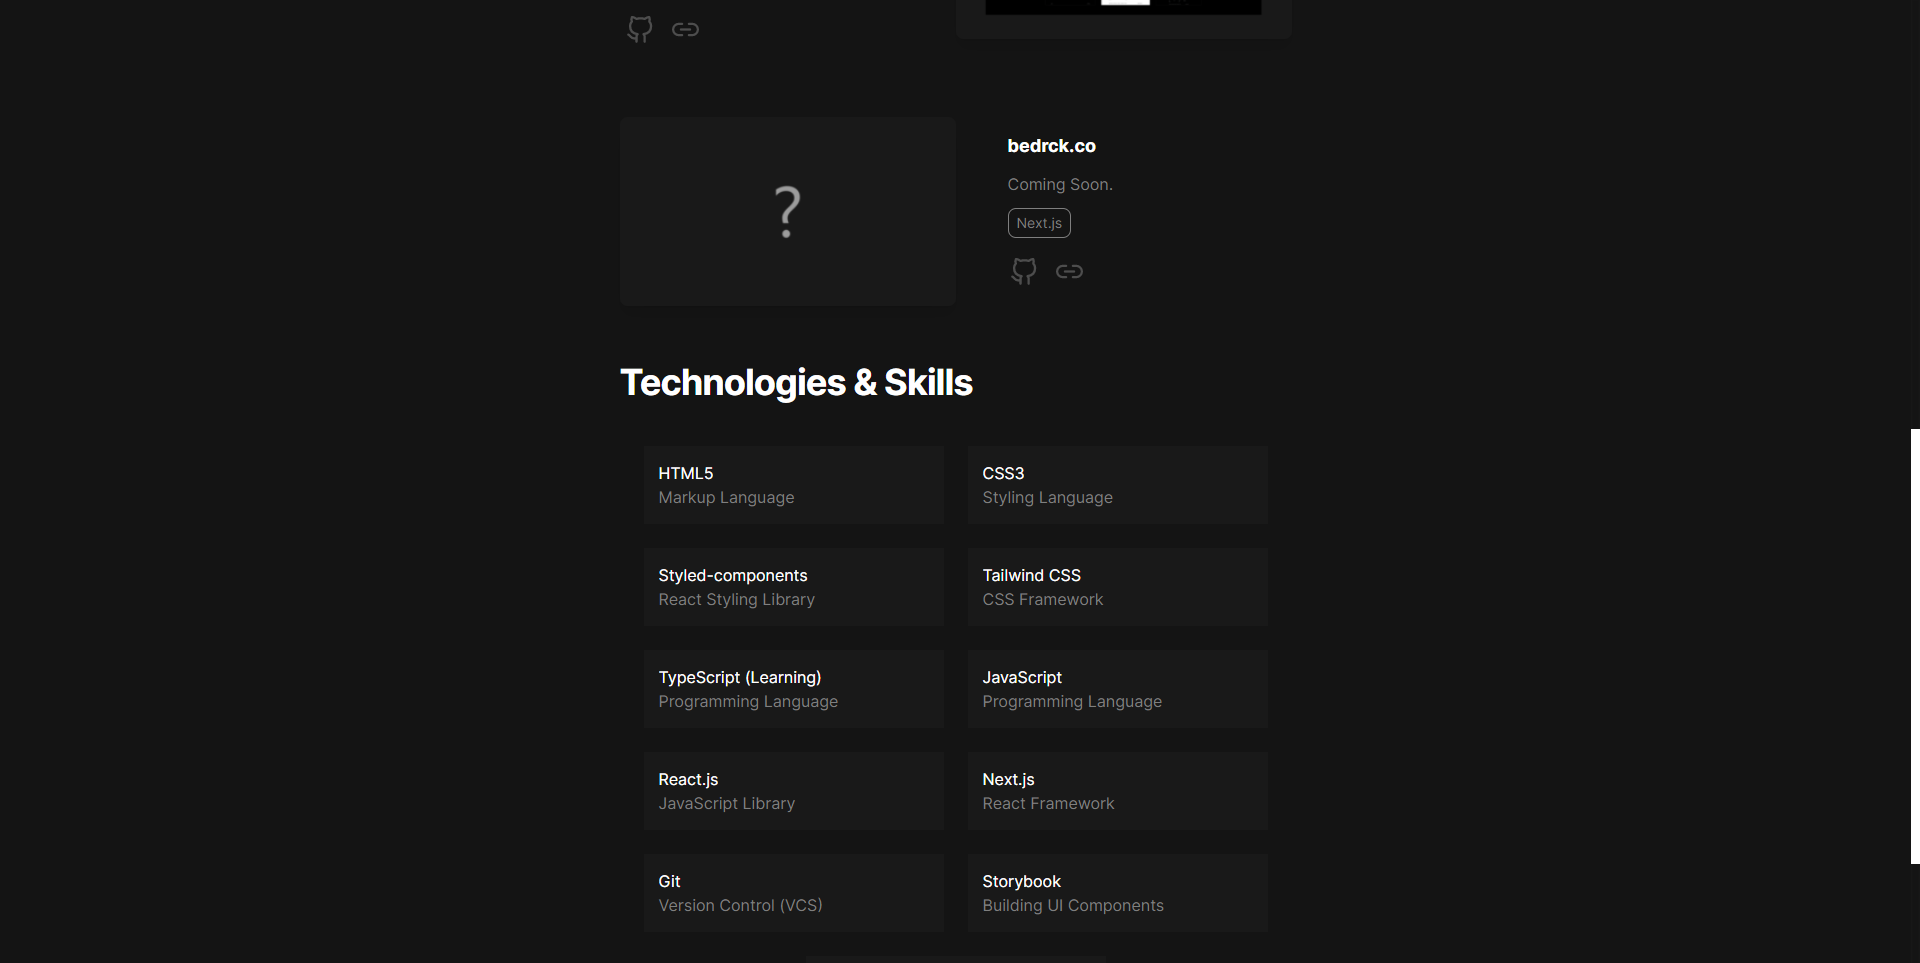 ?
bedrck.co
Coming Soon.
Next.js
Technologies & Skills
HTML5
Markup Language
CSS3
Styling Language
Styled-components
React Styling Library
Tailwind CSS
CSS Framework
TypeScript (Learning)
Programming Language
JavaScript
Programming Language
React.js
JavaScript Library
Next.js
React Framework
Git
Version Control (VCS)
Storybook
Building UI Components